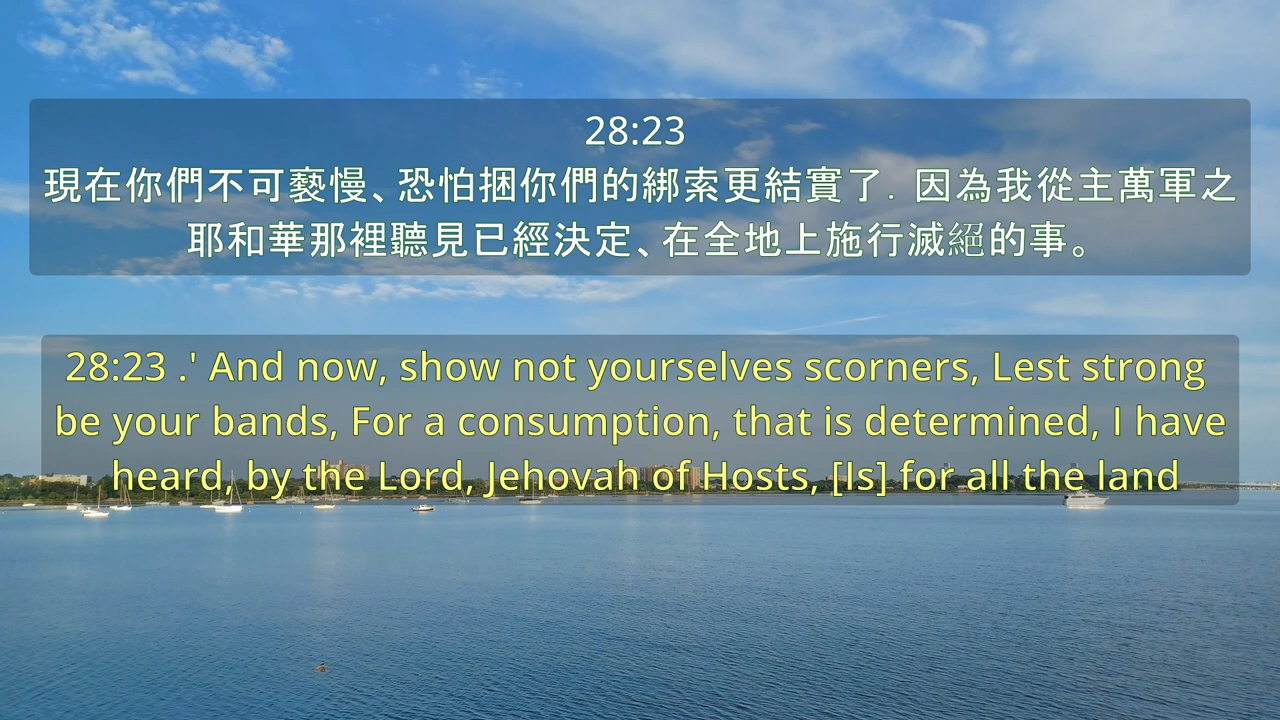 28:23
現在你們不可褻慢、恐怕捆你們的綁索更結實了．因為我從主萬軍之
耶和華那裡聽見已經決定、在全地上施行滅絕的事。
28:23 .' And now, show not yourselves scorners, Lest strong
be your bands, For a consumption, that is determined, I have
heard, by the Lord, Jehovah of Hosts, [Is] for all the land